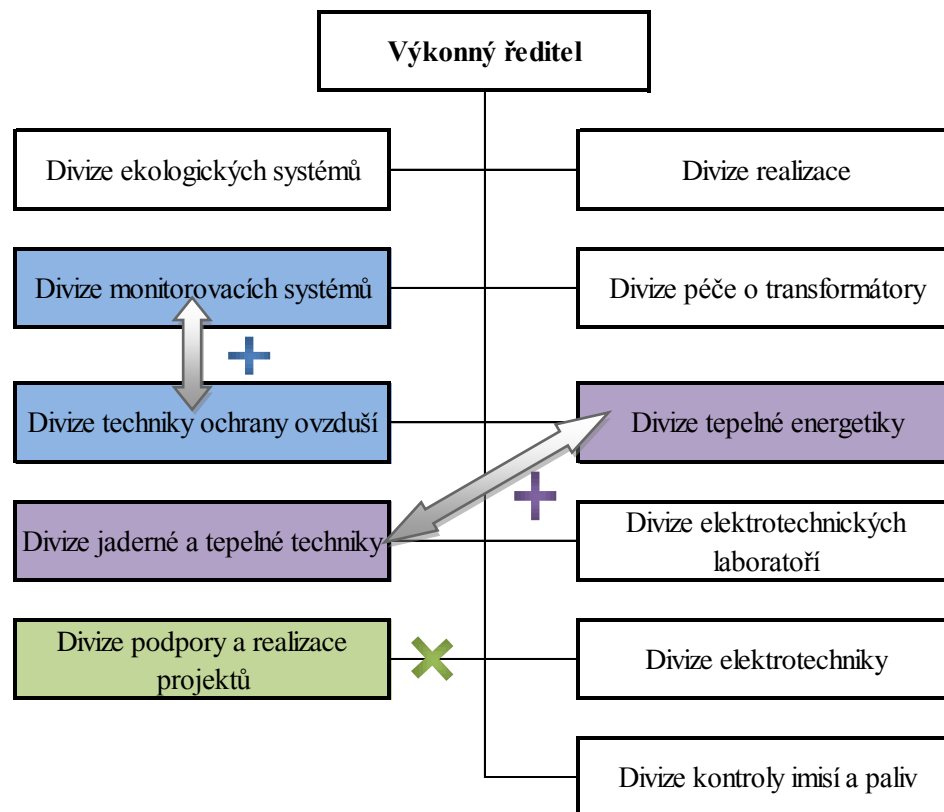 Výkonný ředitel
Divize ekologických systémů
Divize realizace
Divize monitorovacích systémů
Divize péče o transformátory
Divize techniky ochrany ovzduší
Divize tepelné energetiky
Divize jaderné a tepelné techniky
Divize elektrotechnických
laboratoří
Divize podpory a realizace
projektů
Divize elektrotechniky
Divize kontroly imisí a paliv